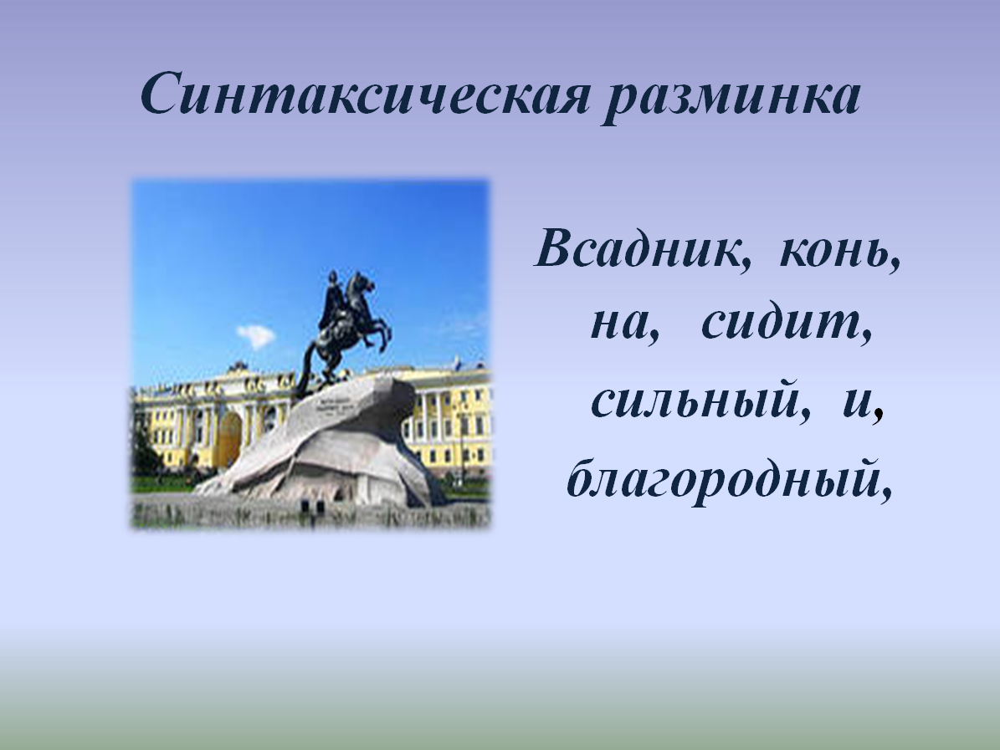 Синтаксическая разминка
Всадник, конь,
на, сидит,
сильный, и,
благородный,